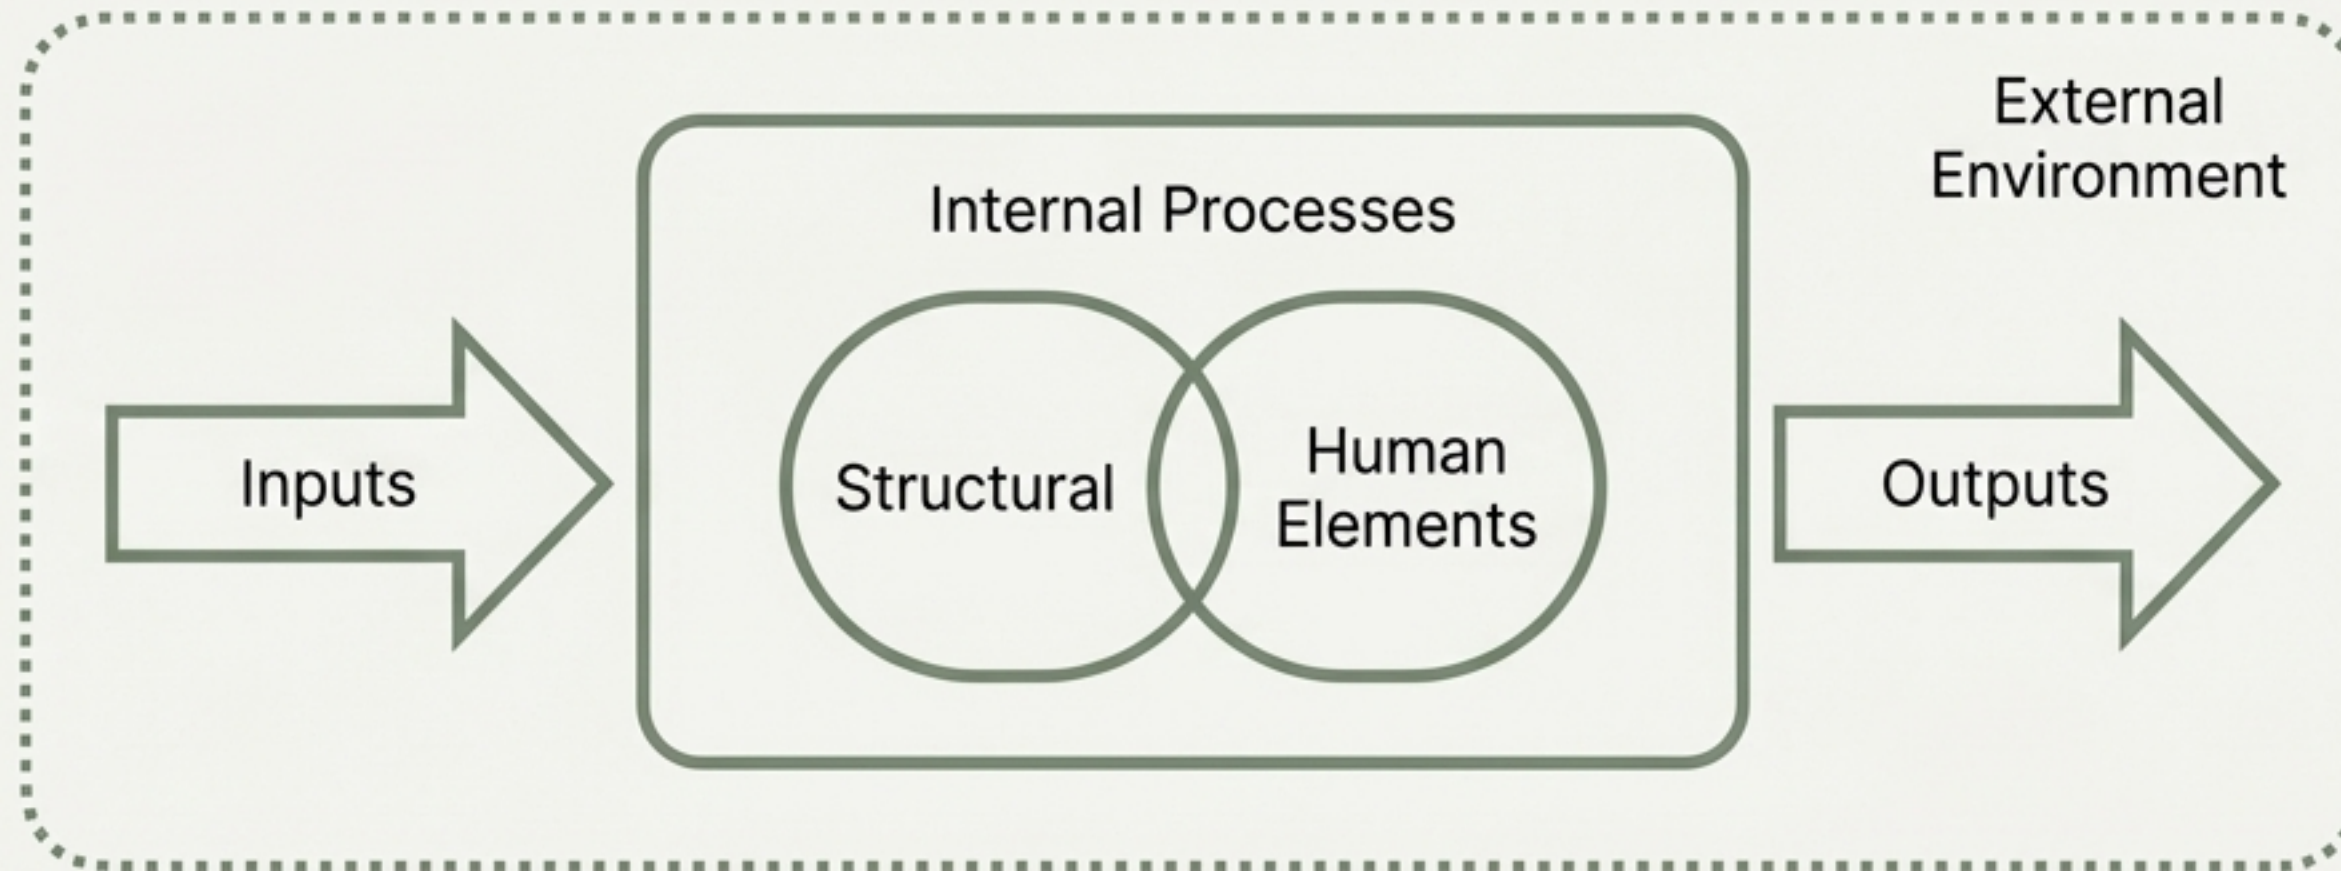 External
Environment
Internal Processes
Inputs
Structural
Human
Elements
Outputs